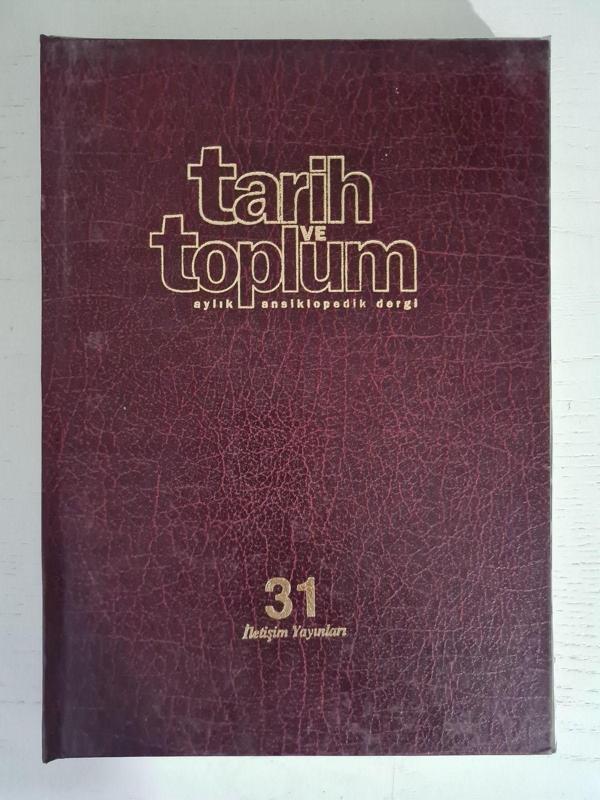 tarih
VE
toplum
aylık ansiklopedik dergi
31
İletişim Yayınları